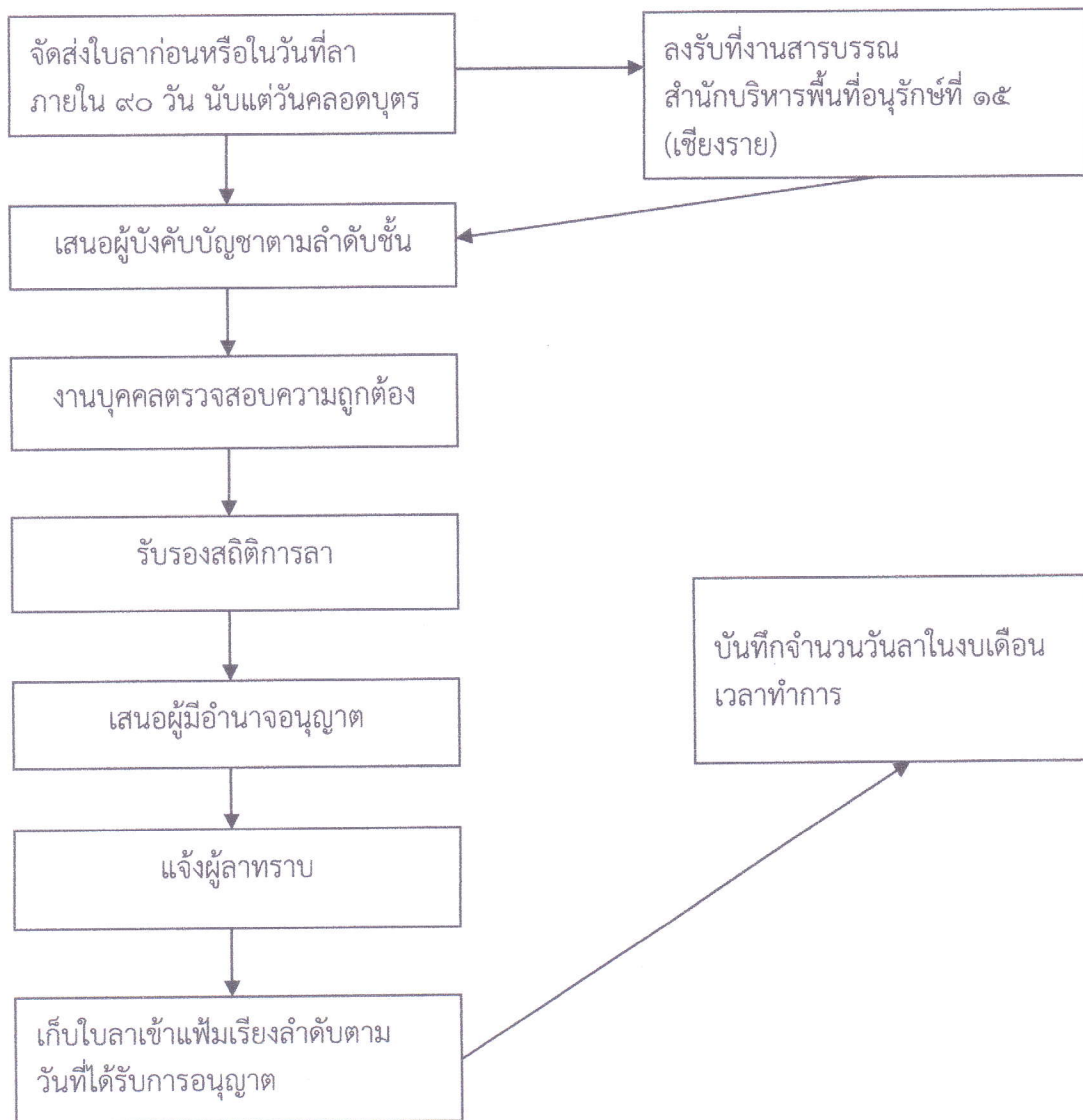 จัดส่งใบลาก่อนหรือในวันที่ลา
ภายใน ๙๐ วัน นับแต่วันคลอดบุตร
ลงรับที่งานสารบรรณ
สำนักบริหารพื้นที่อนุรักษ์ที่ ๑๕
(เชียงราย)
เสนอผู้บังคับบัญชาตามลำดับชั้น
งานบุคคลตรวจสอบความถูกต้อง
รับรองสถิติการลา
เสนอผู้มีอำนาจอนุญาต
แจ้งผู้ลาทราบ
เก็บใบลาเข้าแฟ้มเรียงลำดับตาม
วันที่ได้รับการอนุญาต
บันทึกจำนวนวันลาในงบเดือน
เวลาทำการ